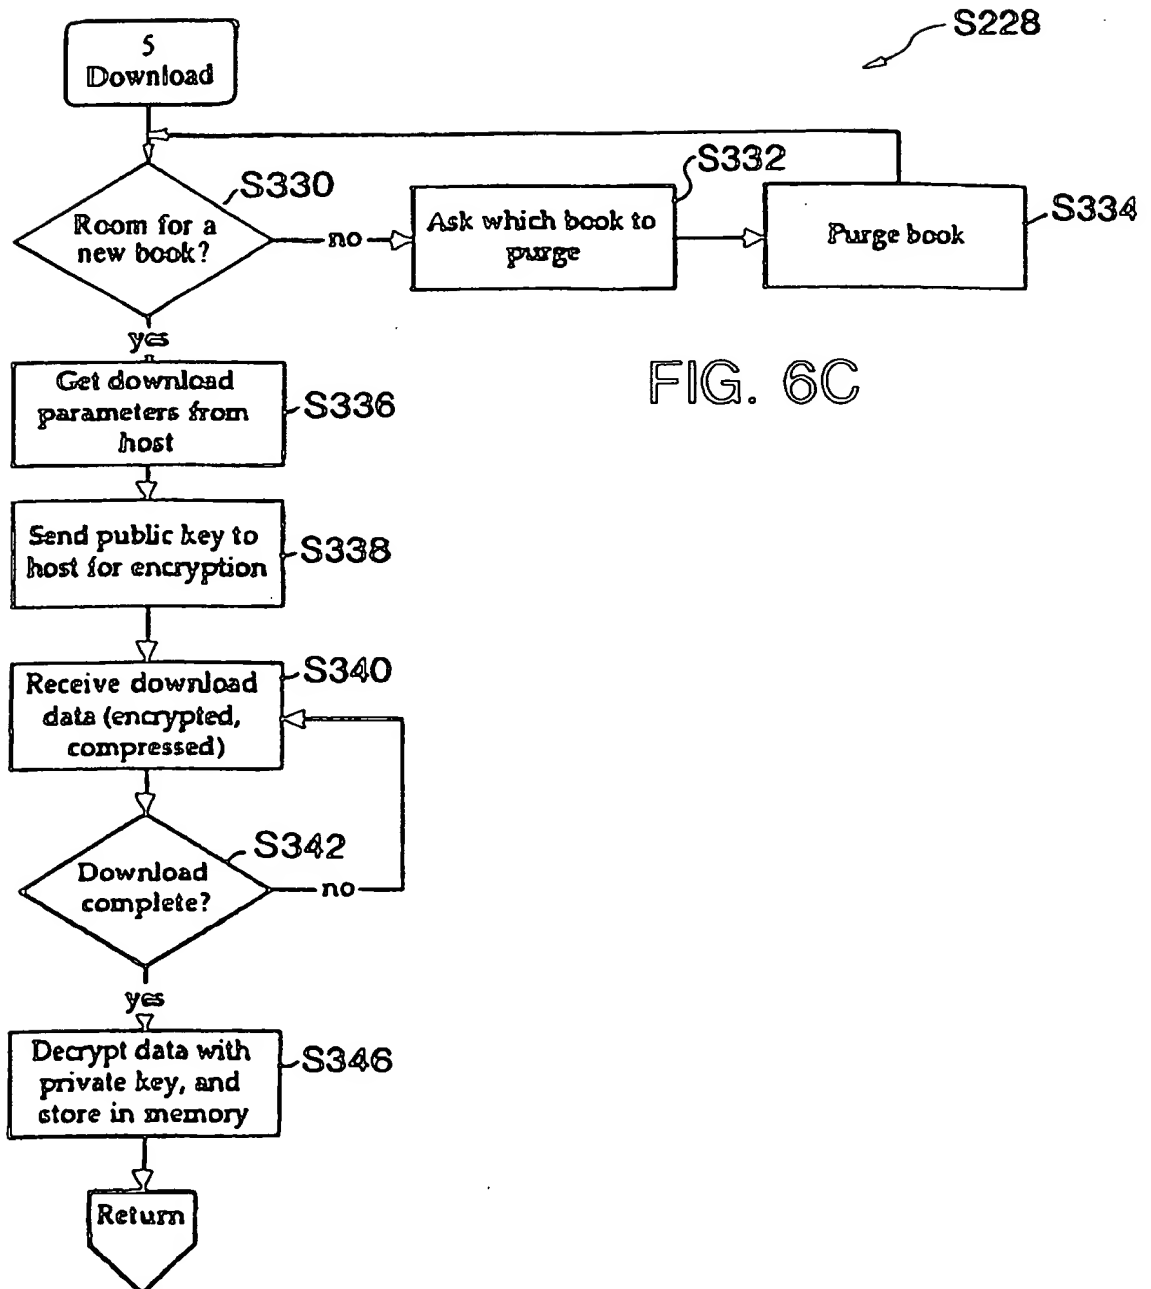 S228
5
Download
S330
Room for a
new book?
no
S332
Ask which book to
purge
S334
Purge book
yes
FIG. 6C
Get download
parameters from
host
S336
Send public key to
host for encryption
S338
S340
Receive download
data (encrypted,
compressed)
S342
Download
complete?
no
yes
Decrypt data with
private key, and
store in memory
S346
Return